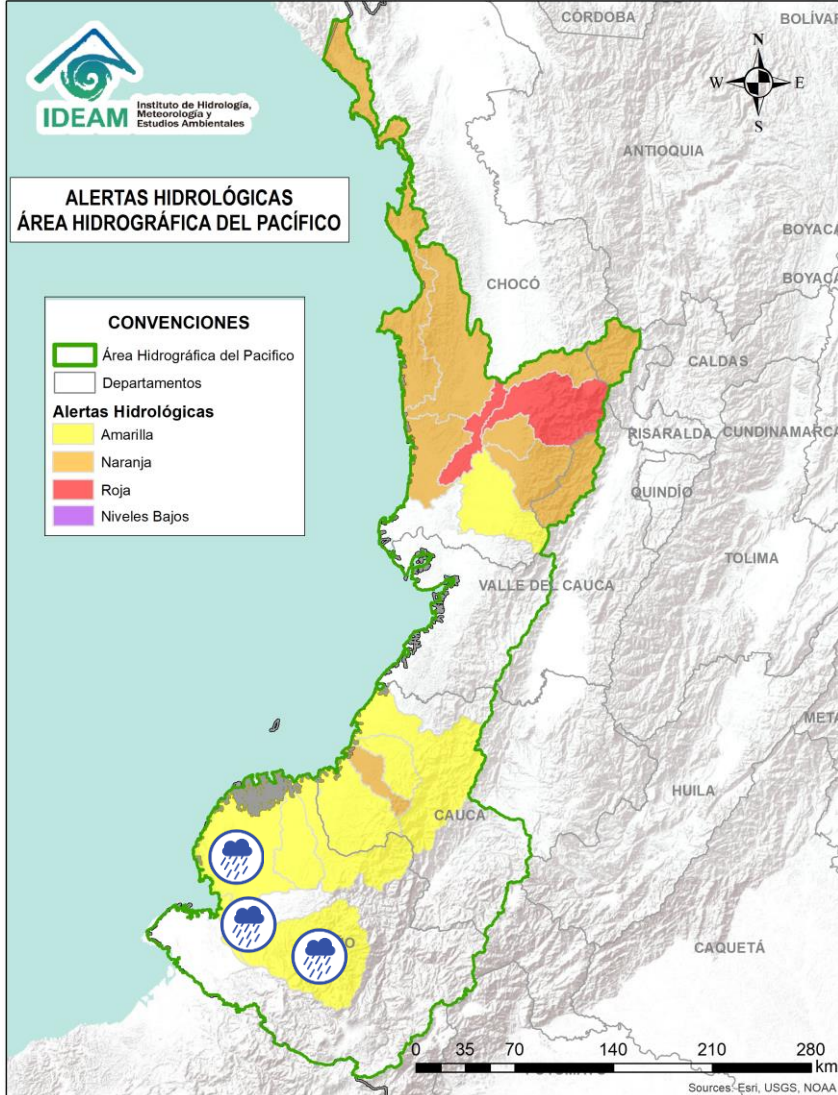 CÓRDOBA
BOLÍVAR
N
W
E
S
IDEAM
Instituto de Hidrología,
Meteorología y
Estudios Ambientales
ANTIOQUIA
ALERTAS HIDROLÓGICAS
ÁREA HIDROGRÁFICA DEL PACÍFICO
BOYACÁ
BOYACÁ
CHOCÓ
CONVENCIONES
Área Hidrográfica del Pacifico
Departamentos
Alertas Hidrológicas
Amarilla
Naranja
Roja
Niveles Bajos
CALDAS
RISARALDA
CUNDINAMARCA
QUINDÍO
TOLIMA
VALLE DEL CAUCA
META
HUILA
CAUCA
CAQUETÁ
0 35 70 140 210 280
km
Sources: Esri, USGS, NOAA